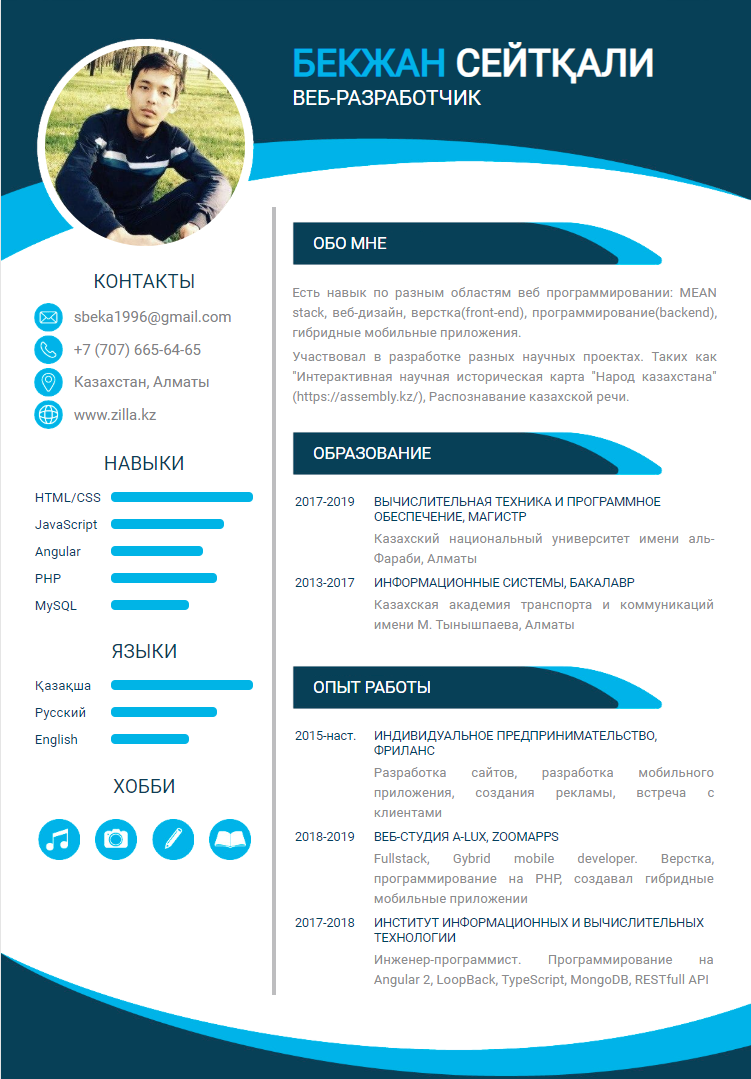 БЕКЖАН СЕЙТҚАЛИ
ВЕБ-РАЗРАБОТЧИК
КОНТАКТЫ
sbeka1996@gmail.com
+7 (707) 665-64-65
Казахстан, Алматы
www.zilla.kz
НАВЫКИ
HTML/CSS
JavaScript
Angular
PHP
MySQL
ЯЗЫКИ
Қазақша
Русский
English
ХОББИ
ОБО МНЕ
Есть навык по разным областям веб программировании: MEAN
stack, веб-дизайн, верстка(front-end), программирование(backend),
гибридные мобильные приложения.
Участвовал в разработке разных научных проектах. Таких как
"Интерактивная научная историческая карта "Народ казахстана"
(https://assembly.kz/), Распознавание казахской речи.
ОБРАЗОВАНИЕ
2017-2019 ВЫЧИСЛИТЕЛЬНАЯ ТЕХНИКА И ПРОГРАММНОЕ
ОБЕСПЕЧЕНИЕ, МАГИСТР
Казахский национальный университет имени аль-
Фараби, Алматы
2013-2017 ИНФОРМАЦИОННЫЕ СИСТЕМЫ, БАКАЛАВР
Казахская академия транспорта и коммуникаций
имени М. Тынышпаева, Алматы
ОПЫТ РАБОТЫ
2015-наст. ИНДИВИДУАЛЬНОЕ ПРЕДПРИНИМАТЕЛЬСТВО,
ФРИЛАНС
Разработка сайтов, разработка мобильного
приложения, создания рекламы, встреча с
клиентами
2018-2019 ВЕБ-СТУДИЯ A-LUX, ZOOMAPPS
Fullstack, Gybrid mobile developer. Верстка,
программирование на PHP, создавал гибридные
мобильные приложении
2017-2018 ИНСТИТУТ ИНФОРМАЦИОННЫХ И ВЫЧИСЛИТЕЛЬНЫХ
ТЕХНОЛОГИИ
Инженер-программист. Программирование на
Angular 2, LoopBack, TypeScript, MongoDB, RESTfull API